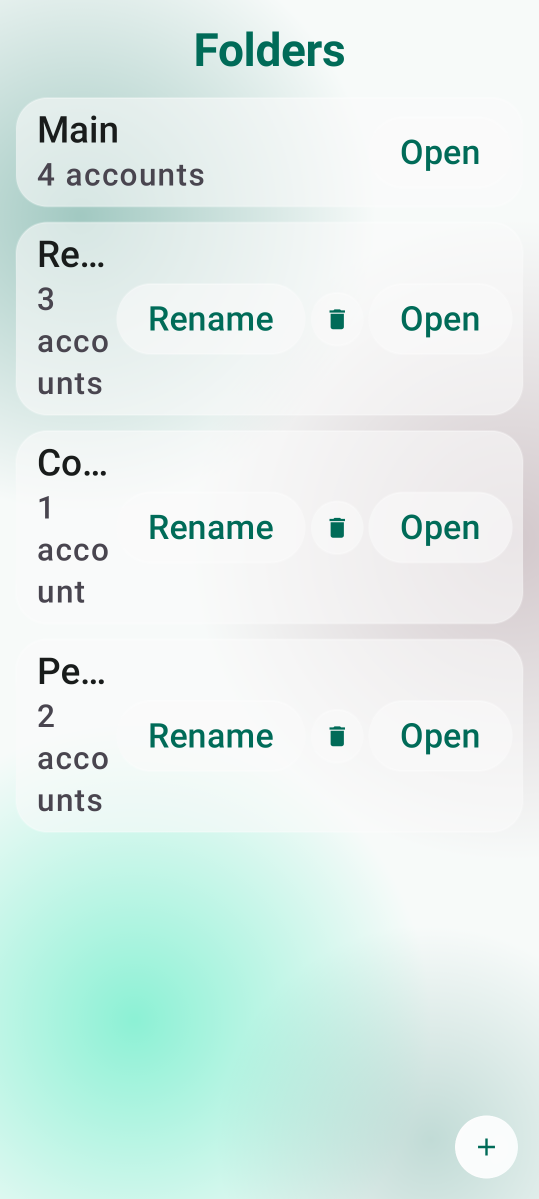 Folders
Main
4 accounts
Open
Re...
3
acco
unts
Rename
Open
Co...
1
acco
unt
Rename
Open
Pe...
2
acco
unts
Rename
Open
+